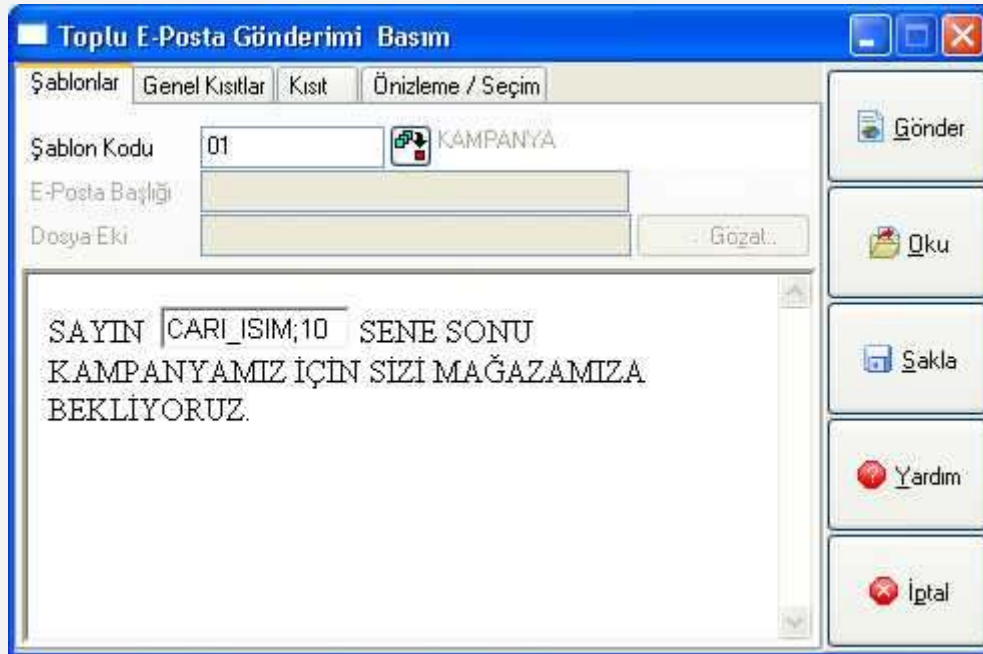 Toplu E-Posta Gönderimi Basım
Şablonlar Genel Kısıtlar Kısıt Önizleme / Seçim
Şablon Kodu 01 KAMPANYA
E-Posta Başlığı
Dosya Eki Gözat..
SAYIN CARI_ISIM;10 SENE SONU
KAMPANYAMIZ İÇİN SİZİ MAĞAZAMIZA
BEKLİYORUZ.
Gönder
Oku
Sakla
Yardım
İptal